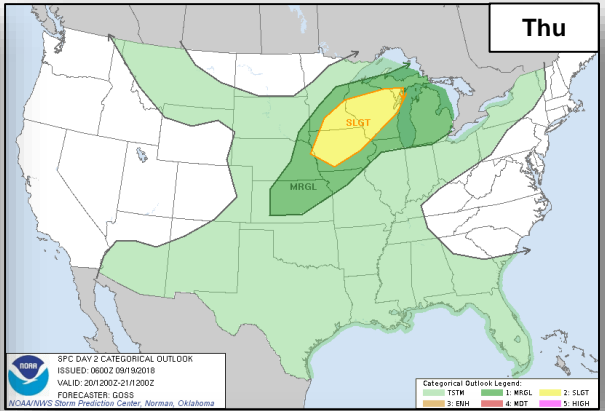 Thu
SLGT
MRGL
NOAA
SPC DAY 2 CATEGORICAL OUTLOOK
ISSUED: 0600Z 09/19/2018
VALID: 20/1200Z-21/1200Z
FORECASTER: GOSS
NOAA/NWS Storm Prediction Center, Norman, Oklahoma
Categorical Outlook Legend:
TSTM 1: MRGL 2: SLGT
3: ENH 4: MDT 5: HIGH